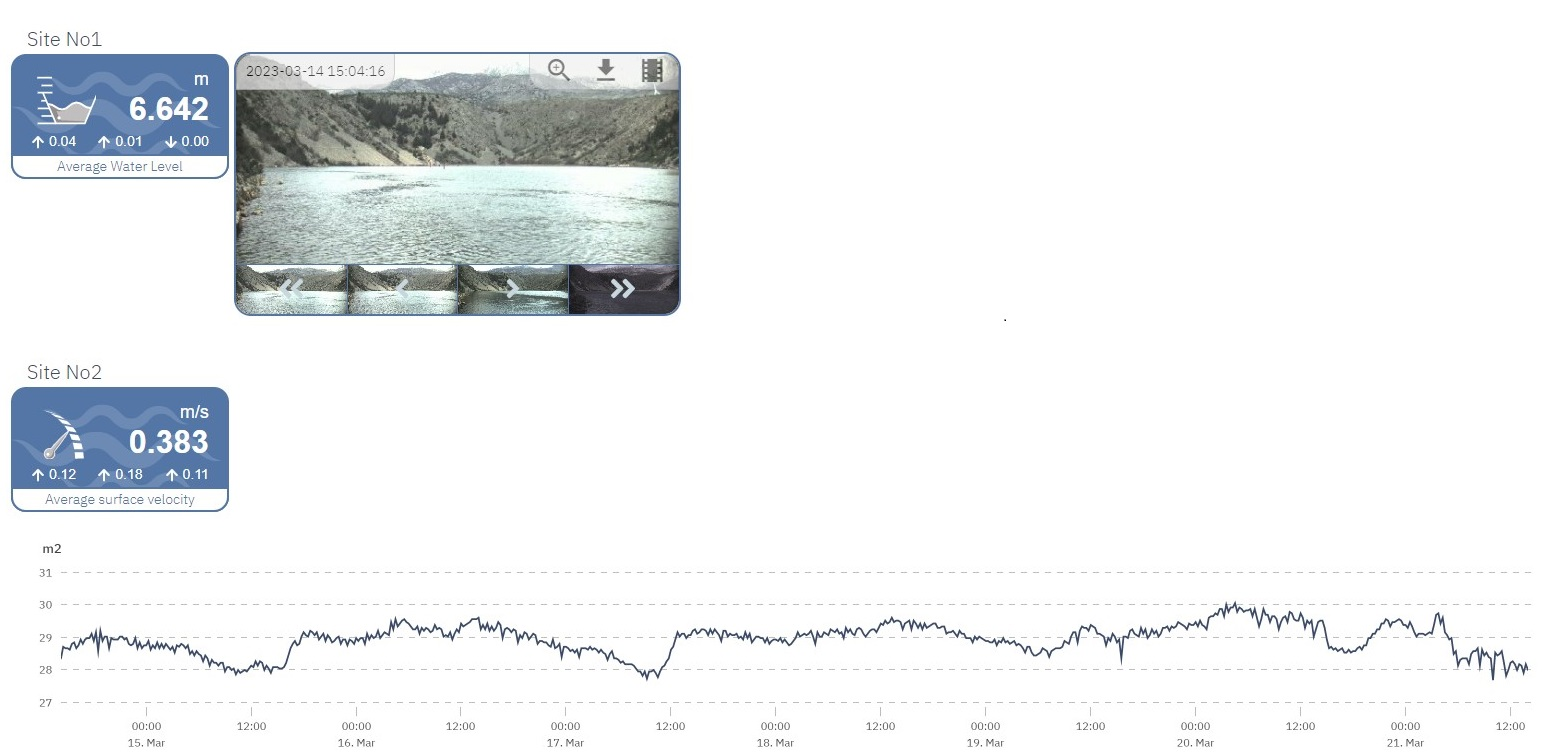 Site No1
m
6.642
0.04 0.01 0.00
Average Water Level
2023-03-14 15:04:16
Site No2
m/s
0.383
0.12 0.18 0.11
Average surface velocity
m2
31
30
29
28
27
00:00 12:00 00:00 12:00 00:00 12:00 00:00 12:00 00:00 12:00 00:00 12:00 00:00 12:00
15. Mar 16. Mar 17. Mar 18. Mar 19. Mar 20. Mar 21. Mar